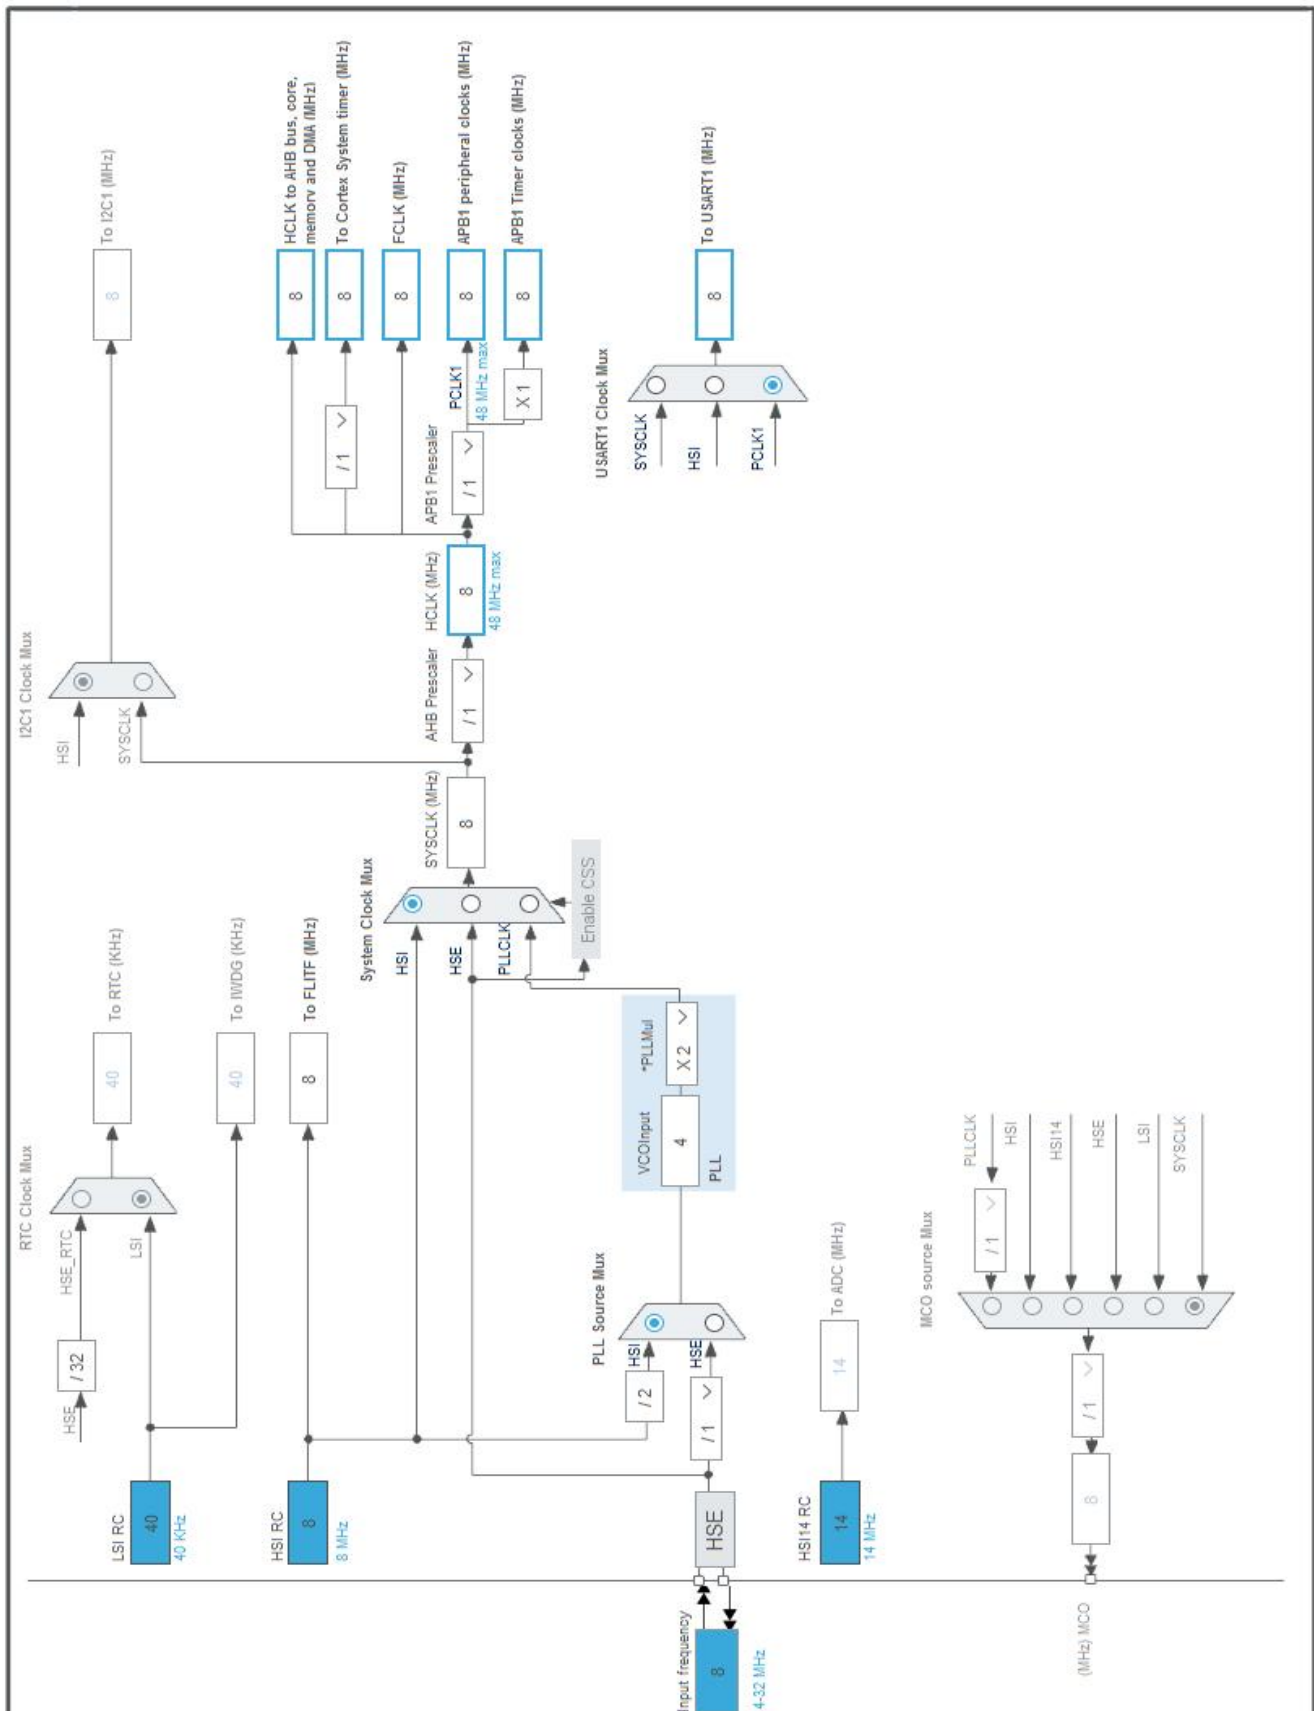 RTC Clock Mux
HSE
/ 32
HSE_RTC
LSI
40
To RTC (KHz)
LSI RC
40
40 KHz
40
To IWDG (KHz)
HSI RC
8
8 MHz
8
To FLITF (MHz)
I2C1 Clock Mux
HSI
SYSCLK
8
To I2C1 (MHz)
System Clock Mux
HSI
HSE
PLLCLK
Enable CSS
SYSCLK (MHz)
8
AHB Prescaler
/ 1
HCLK (MHz)
8
48 MHz max
APB1 Prescaler
/ 1
PCLK1
48 MHz max
X 1
/ 1
8
HCLK to AHB bus, core,
memory and DMA (MHz)
8
To Cortex System timer (MHz)
8
FCLK (MHz)
8
APB1 peripheral clocks (MHz)
8
APB1 Timer clocks (MHz)
PLL Source Mux
/ 2
HSI
HSE
/ 1
VCOInput
4
*PLLMul
X 2
PLL
USART1 Clock Mux
SYSCLK
HSI
PCLK1
8
To USART1 (MHz)
Input frequency
8
4-32 MHz
HSE
HSI14 RC
14
14 MHz
14
To ADC (MHz)
MCO source Mux
(MHz) MCO
8
/ 1
/ 1
PLLCLK
HSI
HSI14
HSE
LSI
SYSCLK